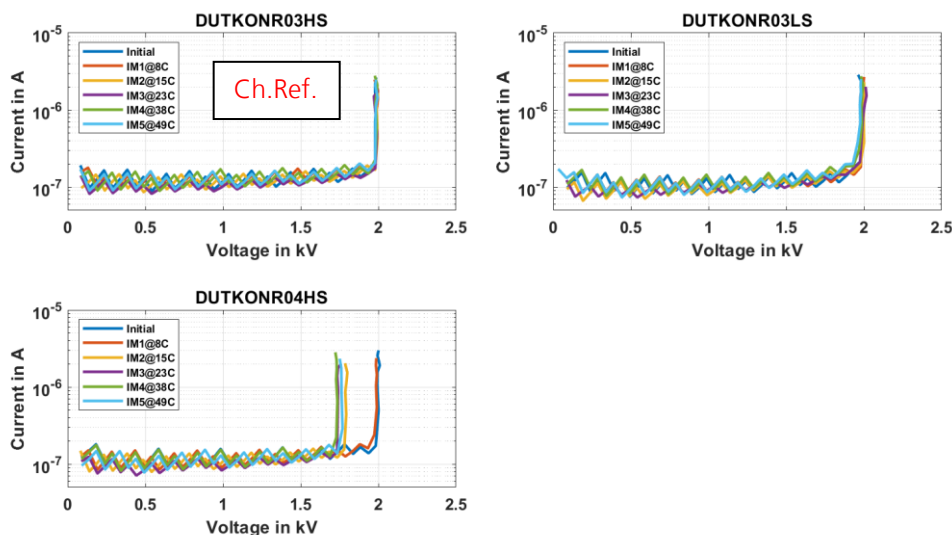 DUTKONR03HS
10^-5
10^-6
10^-7
Current in A
Initial
IM1@8C
IM2@15C
IM3@23C
IM4@38C
IM5@49C
Ch.Ref.
0 0.5 1 1.5 2 2.5
Voltage in kV
DUTKONR03LS
10^-5
10^-6
10^-7
Current in A
Initial
IM1@8C
IM2@15C
IM3@23C
IM4@38C
IM5@49C
0 0.5 1 1.5 2 2.5
Voltage in kV
DUTKONR04HS
10^-5
10^-6
10^-7
Current in A
Initial
IM1@8C
IM2@15C
IM3@23C
IM4@38C
IM5@49C
0 0.5 1 1.5 2 2.5
Voltage in kV